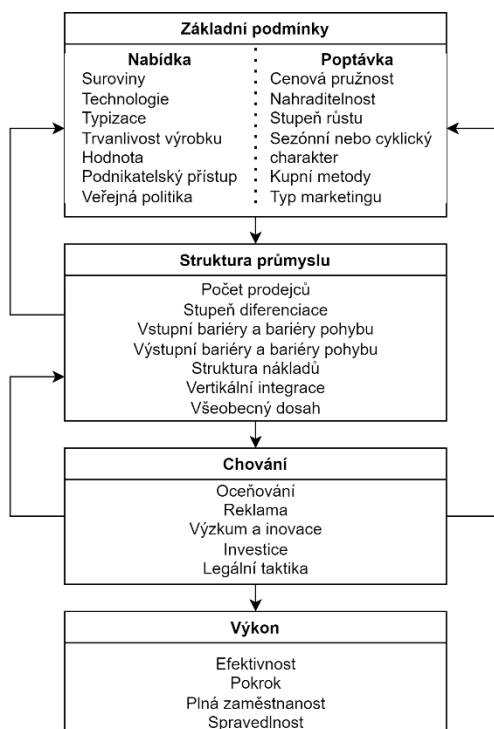 Základní podmínky
Nabídka
Suroviny
Technologie
Typizace
Trvanlivost výrobku
Hodnota
Podnikatelský přístup
Veřejná politika
Poptávka
Cenová pružnost
Nahraditelnost
Stupeň růstu
Sezónní nebo cyklický
charakter
Kupní metody
Typ marketingu
Struktura průmyslu
Počet prodejců
Stupeň diferenciace
Vstupní bariéry a bariéry pohybu
Výstupní bariéry a bariéry pohybu
Struktura nákladů
Vertikální integrace
Všeobecný dosah
Chování
Oceňování
Reklama
Výzkum a inovace
Investice
Legální taktika
Výkon
Efektivnost
Pokrok
Plná zaměstnanost
Spravedlnost